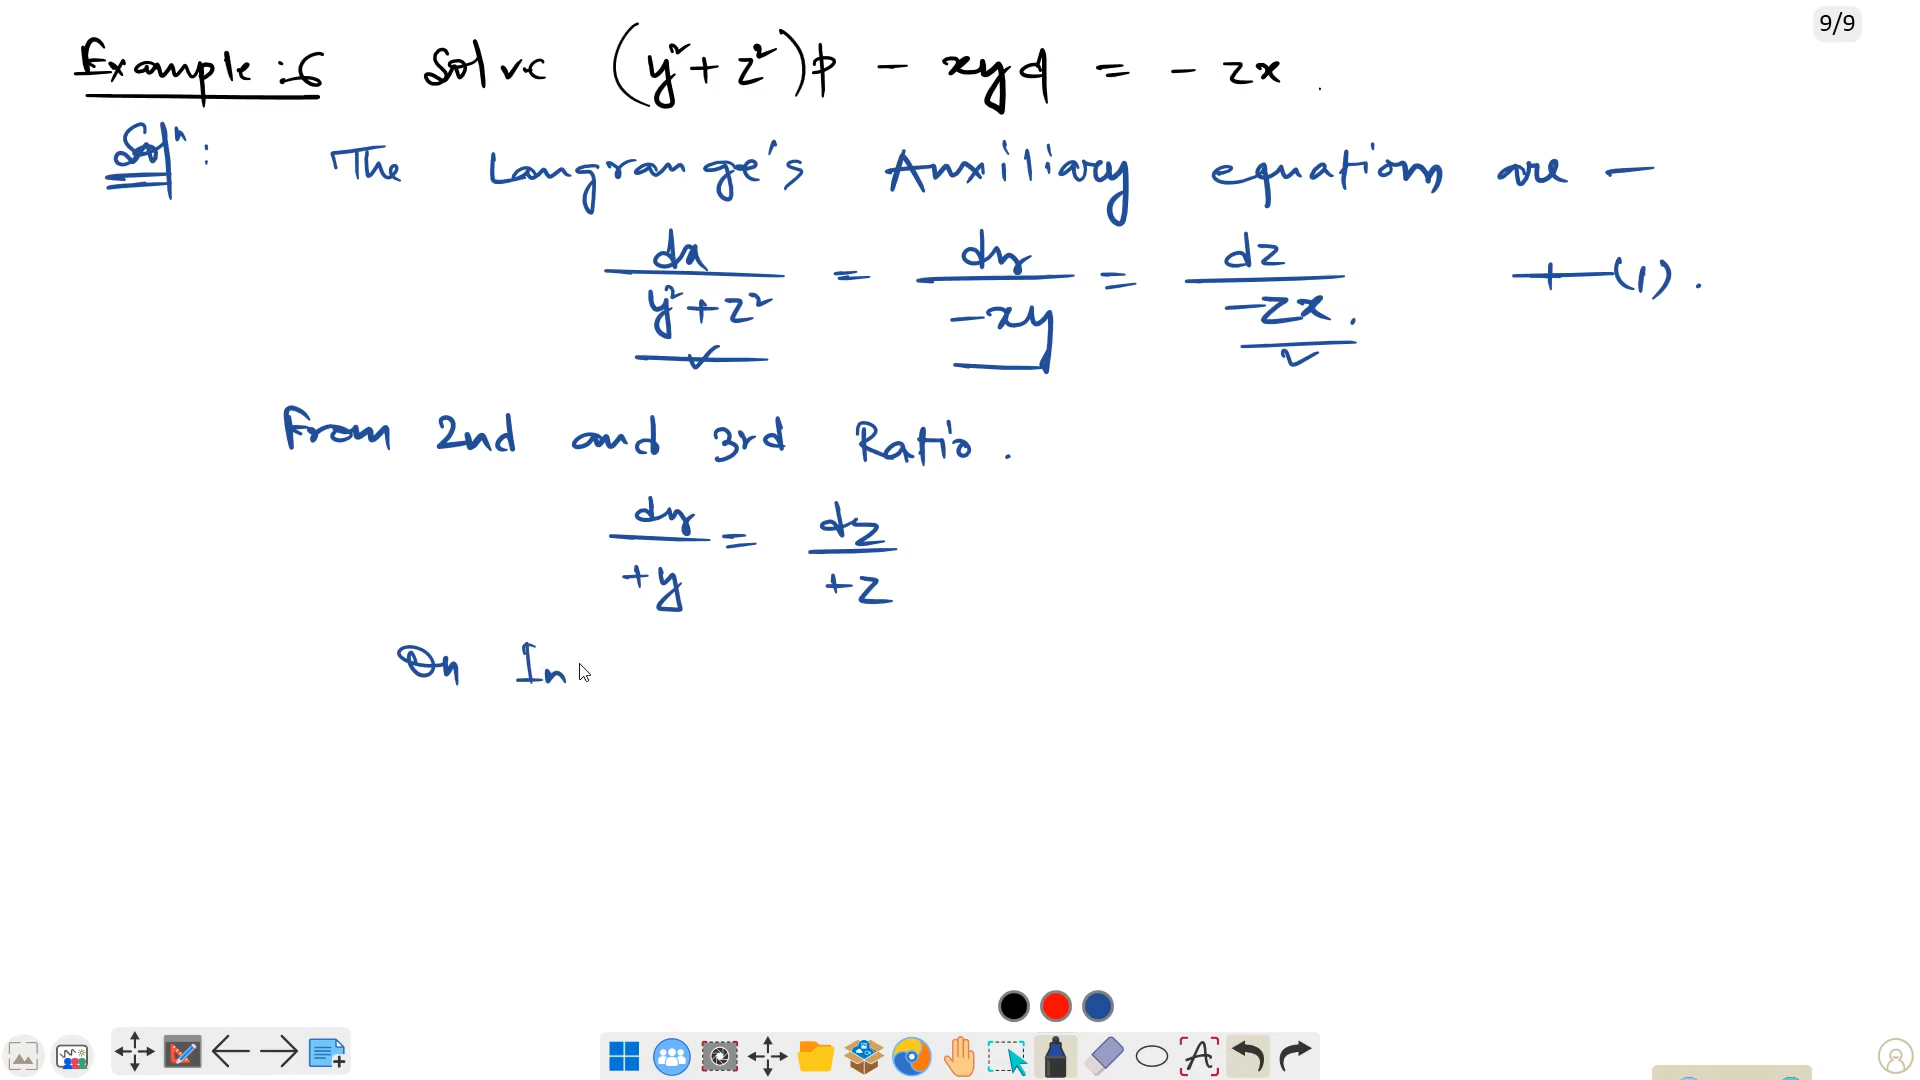 9/9
Example :- 6 Solve (y²+ z²)p - xyq = - zx .
Solⁿ : The Langrange's Auxiliary equations are —
dx/(y²+z²) = dy/(-xy) = dz/(-zx). —(1).
From 2nd and 3rd Ratio .
dy/(+y) = dz/(+z)
On In